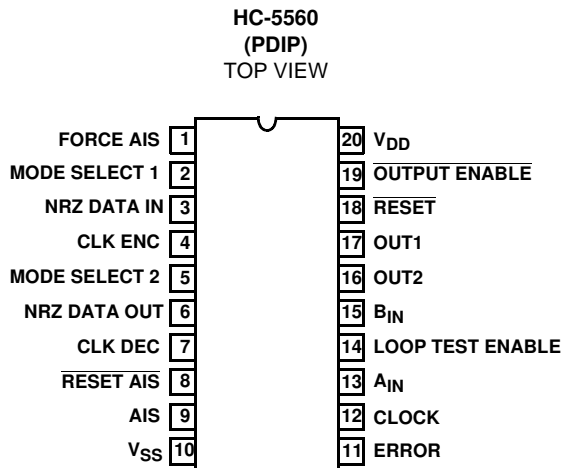 HC-5560
(PDIP)
TOP VIEW
FORCE AIS 1 20 VDD
MODE SELECT 1 2 19 OUTPUT ENABLE
NRZ DATA IN 3 18 RESET
CLK ENC 4 17 OUT1
MODE SELECT 2 5 16 OUT2
NRZ DATA OUT 6 15 BIN
CLK DEC 7 14 LOOP TEST ENABLE
RESET AIS 8 13 AIN
AIS 9 12 CLOCK
VSS 10 11 ERROR